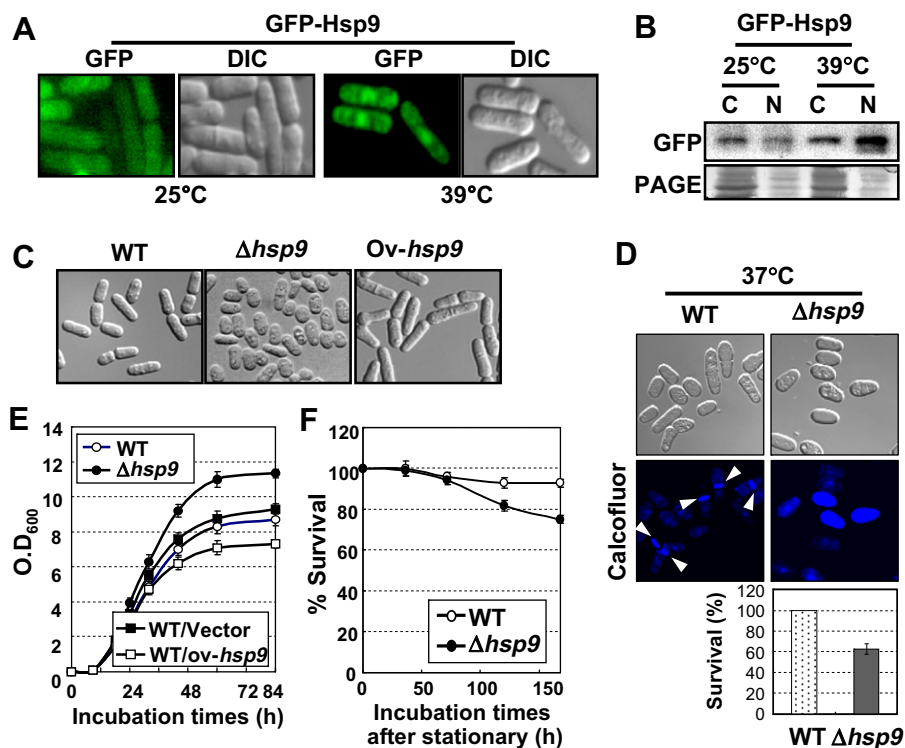 A
GFP-Hsp9
GFP DIC GFP DIC
25°C 39°C
B
GFP-Hsp9
25°C 39°C
C N C N
GFP
PAGE
C
WT Δhsp9 Ov-hsp9
D
37°C
WT Δhsp9
Calcofluor
Survival (%)
120
100
80
60
40
20
0
WT Δhsp9
E
O.D600
14
12
10
8
6
4
2
0
WT
Δhsp9
WT/Vector
WT/ov-hsp9
0 24 48 72 84
Incubation times (h)
F
% Survival
120
100
80
60
40
20
0
WT
Δhsp9
0 50 100 150
Incubation times
after stationary (h)